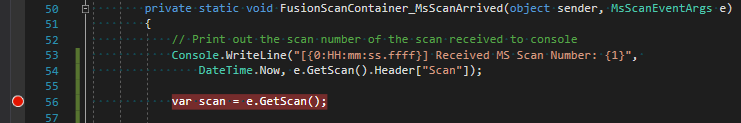 50 private static void FusionScanContainer_MsScanArrived(object sender, MsScanEventArgs e)
51 {
52 // Print out the scan number of the scan received to console
53 Console.WriteLine("[{0:HH:mm:ss.ffff}] Received MS Scan Number: {1}",
54 DateTime.Now, e.GetScan().Header["Scan"]);
55
56 var scan = e.GetScan();
57